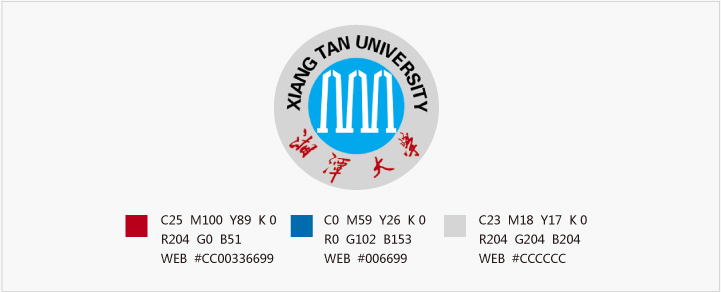 XIANG TAN UNIVERSITY
湘潭大学
C25 M100 Y89 K 0
R204 G0 B51
WEB #CC00336699
C0 M59 Y26 K 0
R0 G102 B153
WEB #006699
C23 M18 Y17 K 0
R204 G204 B204
WEB #CCCCCC